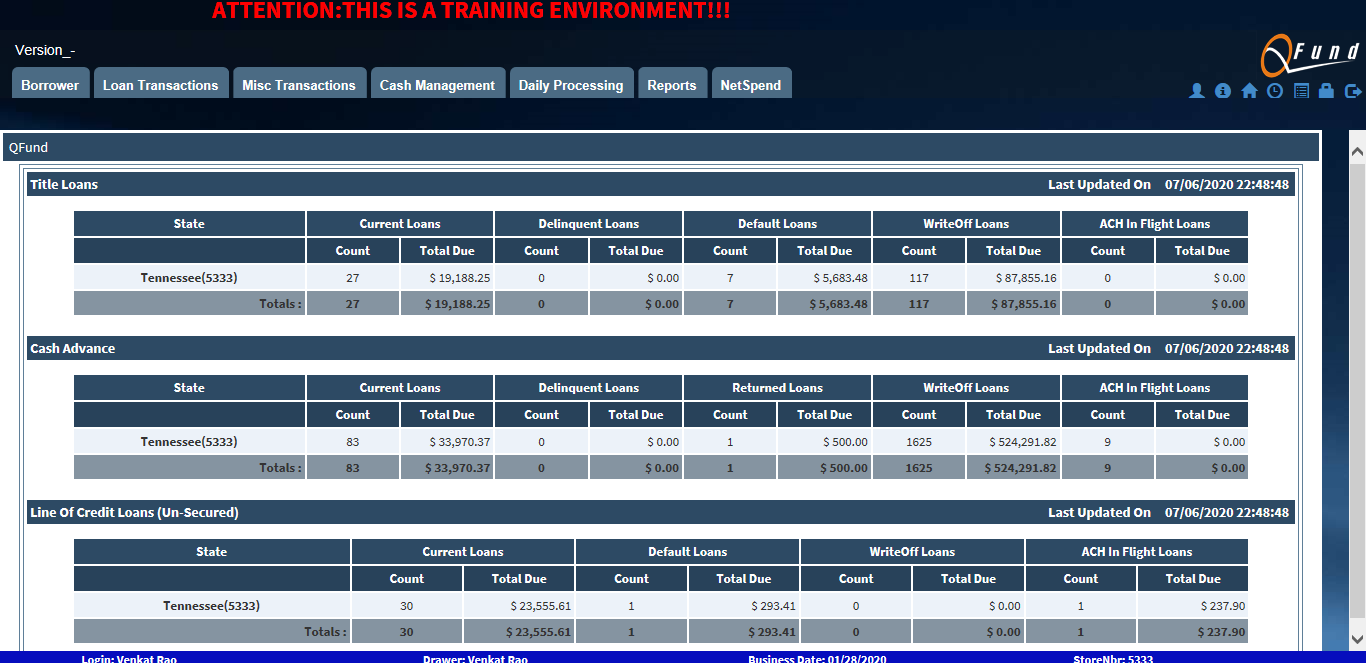 ATTENTION:THIS IS A TRAINING ENVIRONMENT!!!
Version_-
QFund
Borrower Loan Transactions Misc Transactions Cash Management Daily Processing Reports NetSpend
QFund
Title Loans Last Updated On 07/06/2020 22:48:48
State Current Loans Delinquent Loans Default Loans WriteOff Loans ACH In Flight Loans
Count Total Due Count Total Due Count Total Due Count Total Due Count Total Due
Tennessee(5333) 27 $ 19,188.25 0 $ 0.00 7 $ 5,683.48 117 $ 87,855.16 0 $ 0.00
Totals : 27 $ 19,188.25 0 $ 0.00 7 $ 5,683.48 117 $ 87,855.16 0 $ 0.00
Cash Advance Last Updated On 07/06/2020 22:48:48
State Current Loans Delinquent Loans Returned Loans WriteOff Loans ACH In Flight Loans
Count Total Due Count Total Due Count Total Due Count Total Due Count Total Due
Tennessee(5333) 83 $ 33,970.37 0 $ 0.00 1 $ 500.00 1625 $ 524,291.82 9 $ 0.00
Totals : 83 $ 33,970.37 0 $ 0.00 1 $ 500.00 1625 $ 524,291.82 9 $ 0.00
Line Of Credit Loans (Un-Secured) Last Updated On 07/06/2020 22:48:48
State Current Loans Default Loans WriteOff Loans ACH In Flight Loans
Count Total Due Count Total Due Count Total Due Count Total Due
Tennessee(5333) 30 $ 23,555.61 1 $ 293.41 0 $ 0.00 1 $ 237.90
Totals : 30 $ 23,555.61 1 $ 293.41 0 $ 0.00 1 $ 237.90
Login: Venkat Rao Drawer: Venkat Rao Business Date: 01/28/2020 StoreNbr: 5333